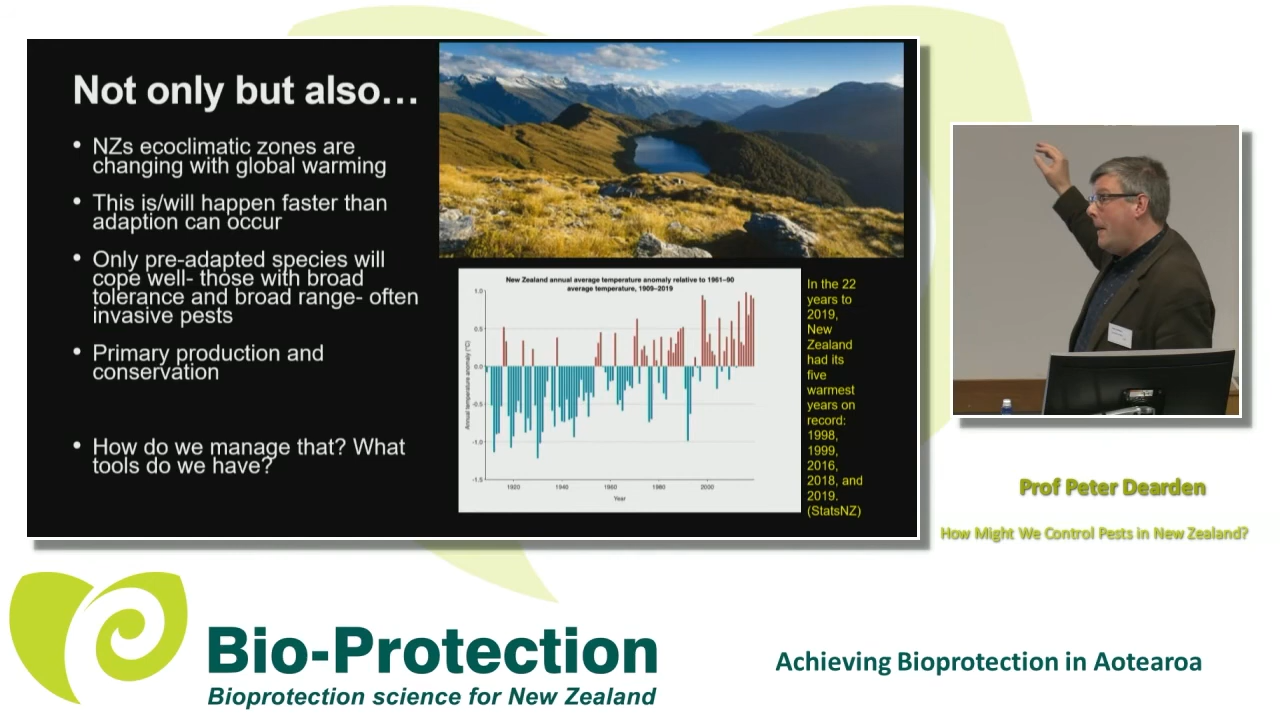 Not only but also…
• NZs ecoclimatic zones are
changing with global warming
• This is/will happen faster than
adaption can occur
• Only pre-adapted species will
cope well- those with broad
tolerance and broad range- often
invasive pests
• Primary production and
conservation
• How do we manage that? What
tools do we have?
New Zealand annual average temperature anomaly relative to 1961–90
average temperature, 1909–2019
Annual temperature anomaly (°C)
1.0
0.5
0.0
-0.5
-1.0
-1.5
1920 1940 1960 1980 2000
Year
In the 22
years to
2019,
New
Zealand
had its
five
warmest
years on
record:
1998,
1999,
2016,
2018, and
2019.
(StatsNZ)
Prof Peter Dearden
How Might We Control Pests in New Zealand?
Bio-Protection
Bioprotection science for New Zealand
Achieving Bioprotection in Aotearoa